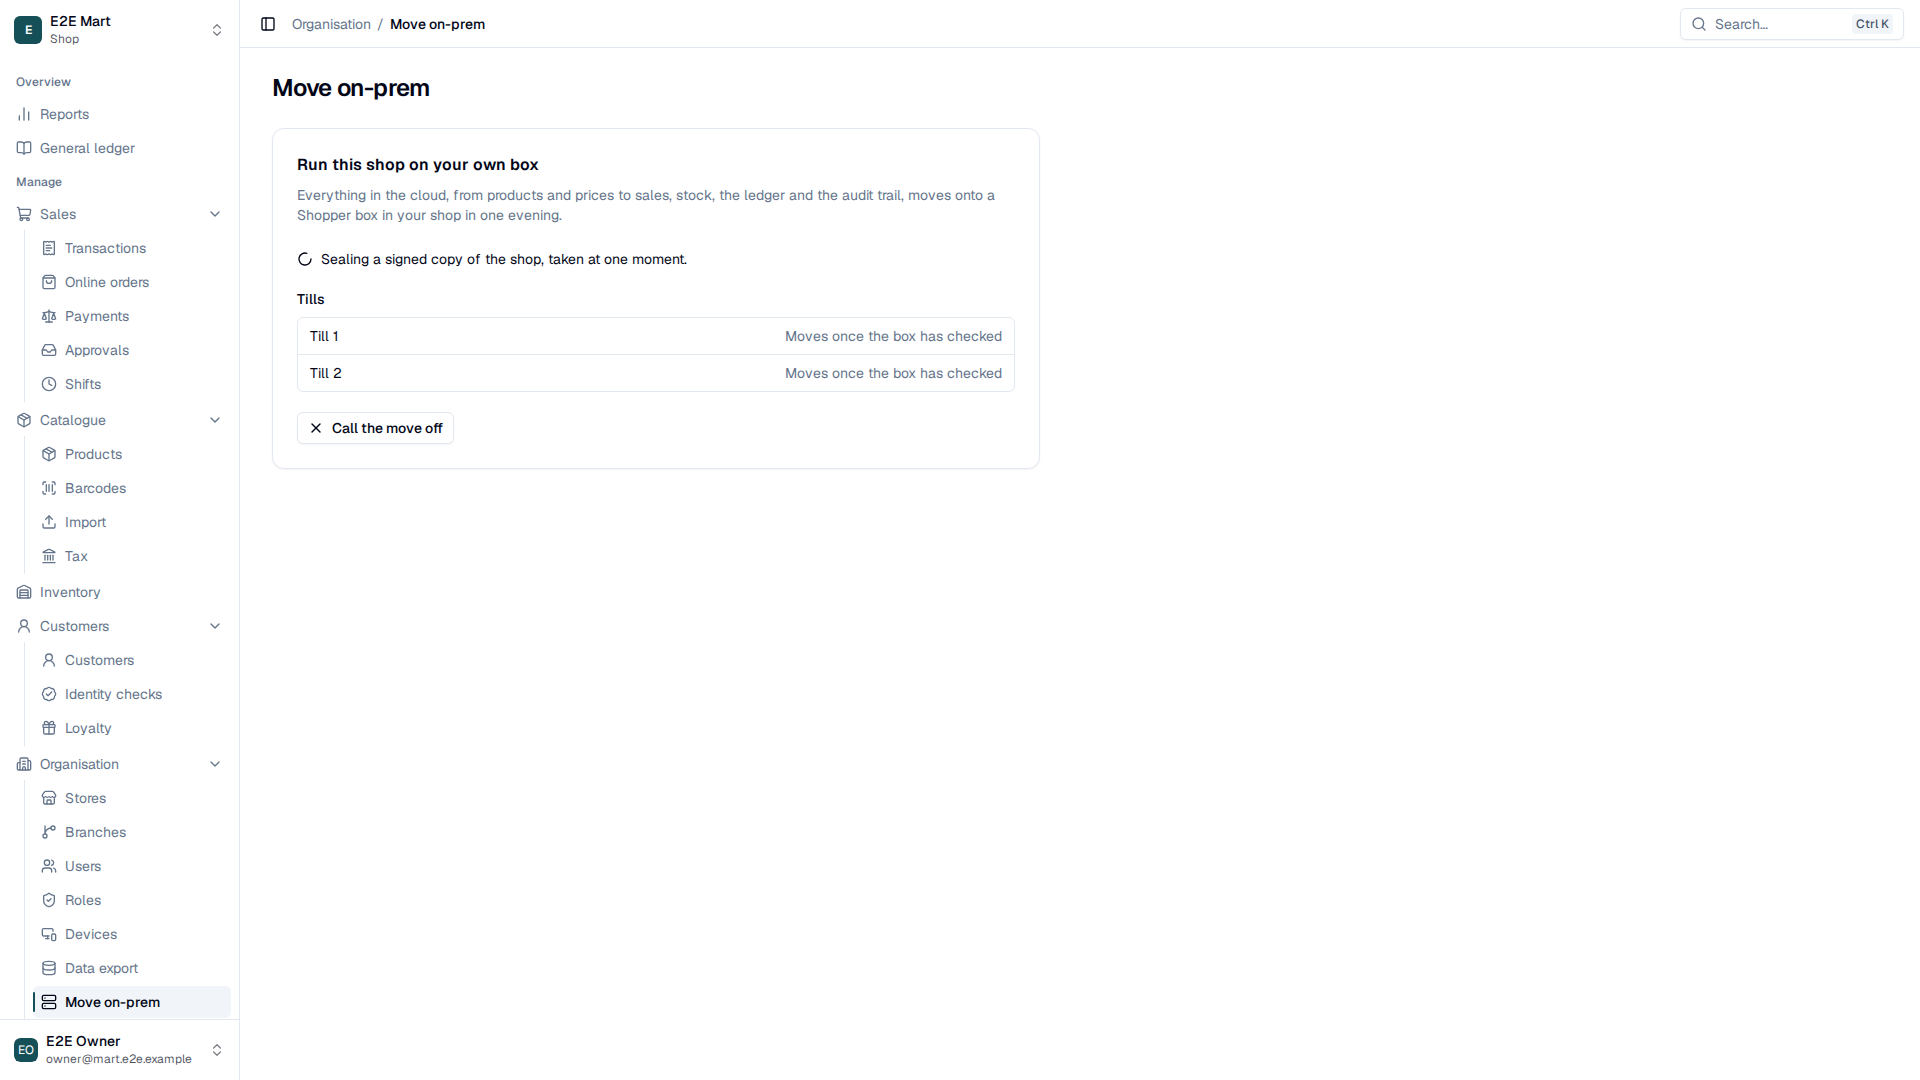 E
E2E Mart
Shop
Overview
Reports
General ledger
Manage
Sales
Transactions
Online orders
Payments
Approvals
Shifts
Catalogue
Products
Barcodes
Import
Tax
Inventory
Customers
Customers
Identity checks
Loyalty
Organisation
Stores
Branches
Users
Roles
Devices
Data export
Move on-prem
EO
E2E Owner
owner@mart.e2e.example
Organisation / Move on-prem
Search...
Ctrl K
Move on-prem
Run this shop on your own box
Everything in the cloud, from products and prices to sales, stock, the ledger and the audit trail, moves onto a
Shopper box in your shop in one evening.
Sealing a signed copy of the shop, taken at one moment.
Tills
Till 1 Moves once the box has checked
Till 2 Moves once the box has checked
Call the move off